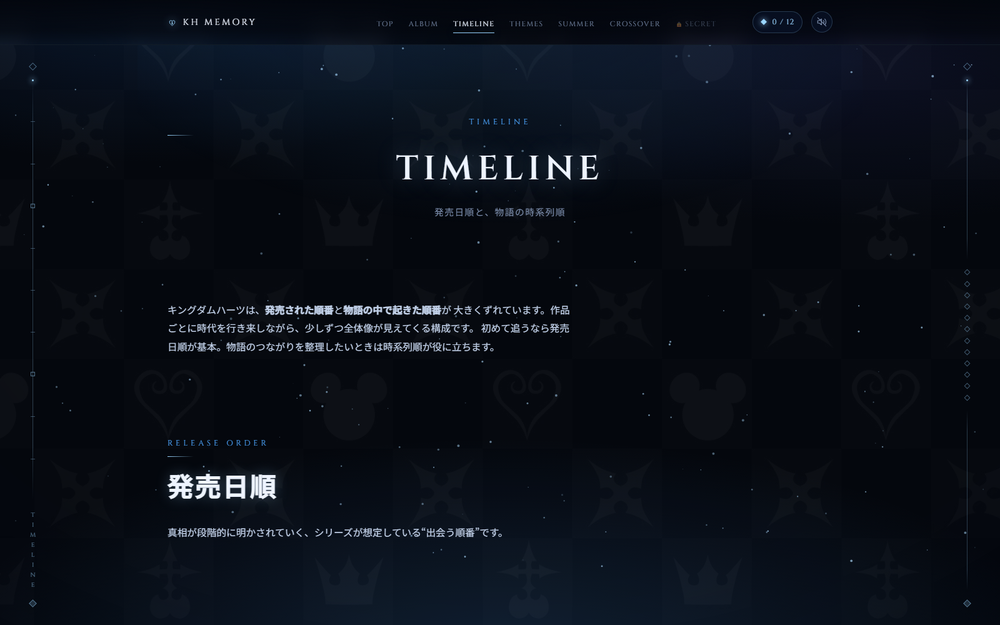 KH MEMORY
TOP ALBUM TIMELINE THEMES SUMMER CROSSOVER SECRET
0 / 12
TIMELINE
TIMELINE
発売日順と、物語の時系列順
キングダムハーツは、発売された順番と物語の中で起きた順番が 大きくずれています。作品
ごとに時代を行き来しながら、少しずつ全体像が見えてくる構成です。 初めて追うなら発売
日順が基本。物語のつながりを整理したいときは時系列順が役に立ちます。
RELEASE ORDER
発売日順
真相が段階的に明かされていく、シリーズが想定している“出会う順番”です。
TIMELINE